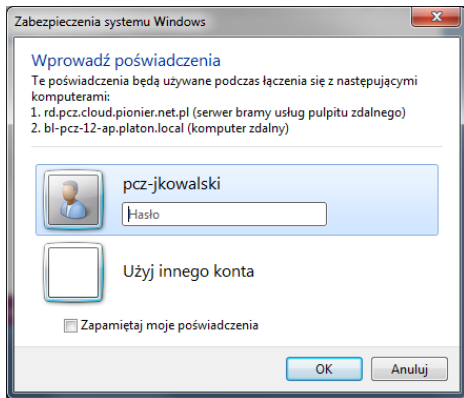 Zabezpieczenia systemu Windows
Wprowadź poświadczenia
Te poświadczenia będą używane podczas łączenia się z następującymi
komputerami:
1. rd.pcz.cloud.pionier.net.pl (serwer bramy usług pulpitu zdalnego)
2. bl-pcz-12-ap.platon.local (komputer zdalny)
pcz-jkowalski
Hasło
Użyj innego konta
Zapamiętaj moje poświadczenia
OK Anuluj